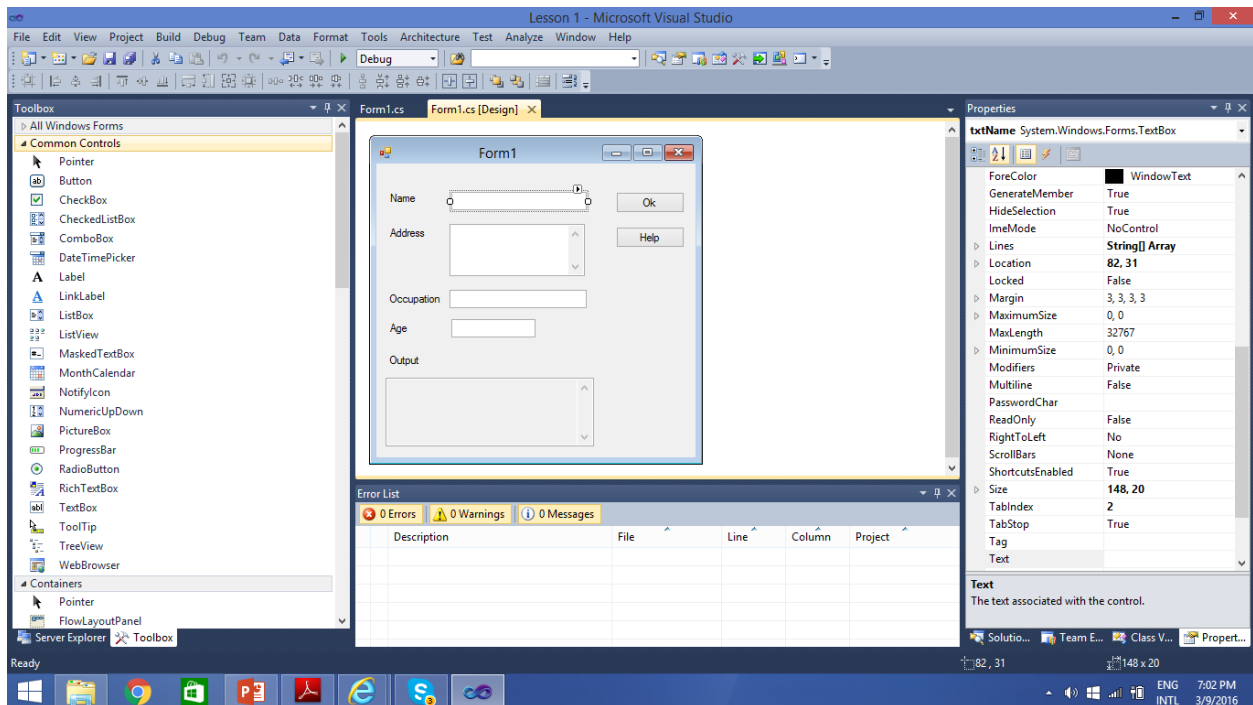 Lesson 1 - Microsoft Visual Studio
File Edit View Project Build Debug Team Data Format Tools Architecture Test Analyze Window Help
Debug
Toolbox
All Windows Forms
Common Controls
Pointer
Button
CheckBox
CheckedListBox
ComboBox
DateTimePicker
Label
LinkLabel
ListBox
ListView
MaskedTextBox
MonthCalendar
NotifyIcon
NumericUpDown
PictureBox
ProgressBar
RadioButton
RichTextBox
TextBox
ToolTip
TreeView
WebBrowser
Containers
Pointer
FlowLayoutPanel
Server Explorer Toolbox
Form1.cs Form1.cs [Design]
Form1
Name
Ok
Address
Help
Occupation
Age
Output
Error List
0 Errors 0 Warnings 0 Messages
Description File Line Column Project
Properties
txtName System.Windows.Forms.TextBox
ForeColor WindowText
GenerateMember True
HideSelection True
ImeMode NoControl
Lines String[] Array
Location 82, 31
Locked False
Margin 3, 3, 3, 3
MaximumSize 0, 0
MaxLength 32767
MinimumSize 0, 0
Modifiers Private
Multiline False
PasswordChar
ReadOnly False
RightToLeft No
ScrollBars None
ShortcutsEnabled True
Size 148, 20
TabIndex 2
TabStop True
Tag
Text
Text
The text associated with the control.
Solutio... Team E... Class V... Propert...
Ready
82 , 31 148 x 20
ENG 7:02 PM
INTL 3/9/2016